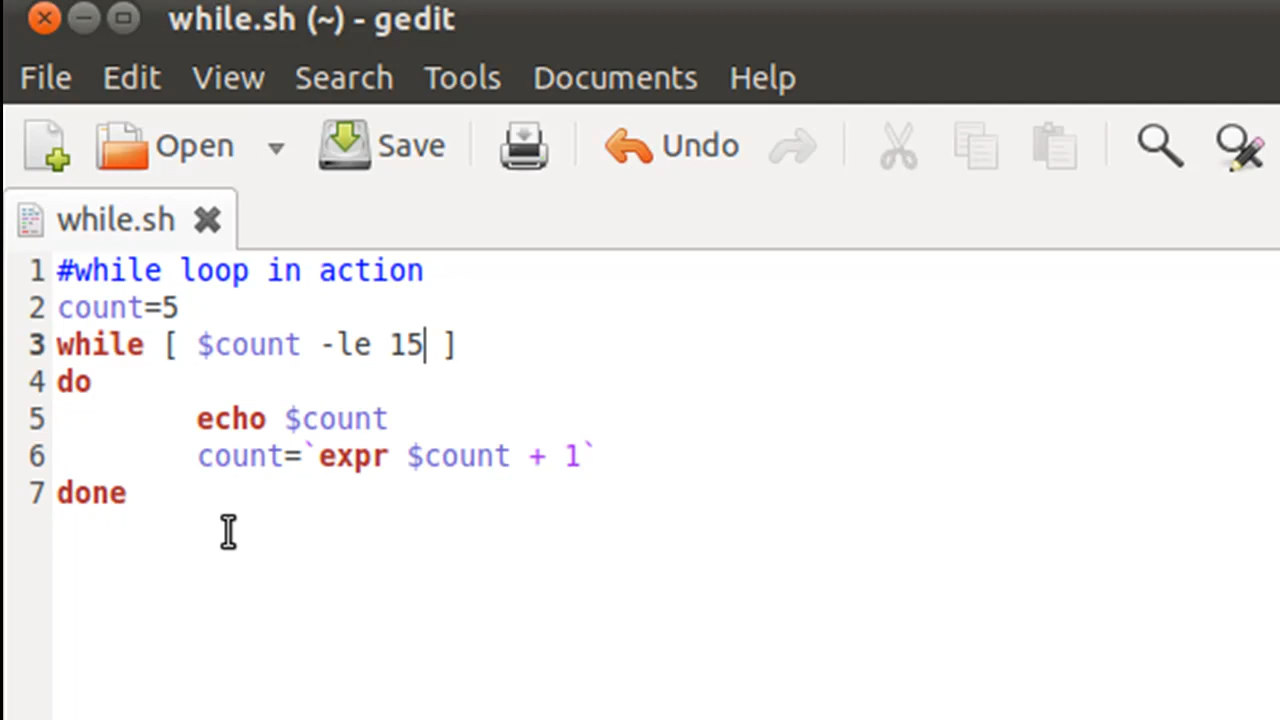 while.sh (~) - gedit
File Edit View Search Tools Documents Help
Open Save Undo
while.sh
1 #while loop in action
2 count=5
3 while [ $count -le 15 ]
4 do
5 echo $count
6 count=`expr $count + 1`
7 done